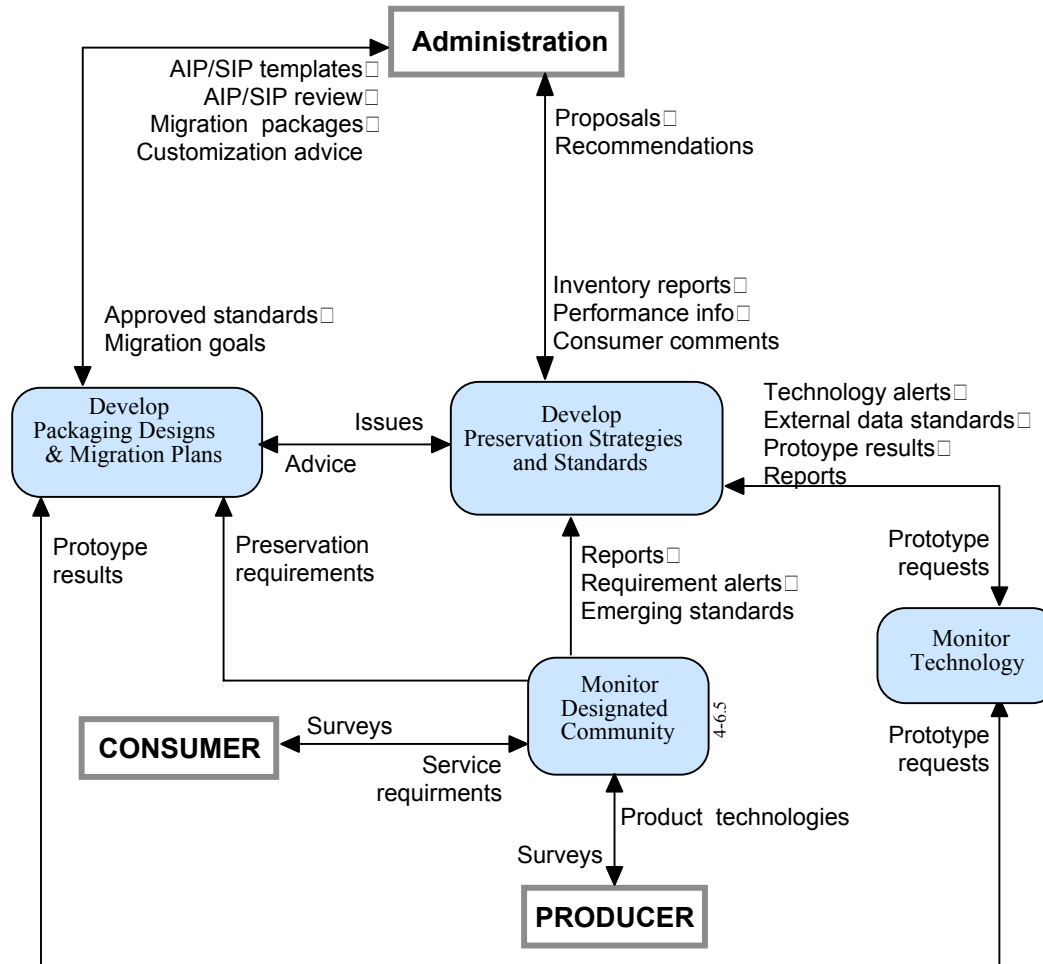 Administration
AIP/SIP templates□
AIP/SIP review□
Migration packages□
Customization advice
Proposals□
Recommendations
Inventory reports□
Performance info□
Consumer comments
Approved standards□
Migration goals
Develop
Packaging Designs
& Migration Plans
Issues
Advice
Develop
Preservation Strategies
and Standards
Technology alerts□
External data standards□
Protoype results□
Reports
Protoype
results
Preservation
requirements
Reports□
Requirement alerts□
Emerging standards
Prototype
requests
Monitor
Technology
Monitor
Designated
Community
4-6.5
CONSUMER
Surveys
Service
requirments
Prototype
requests
Product technologies
Surveys
PRODUCER